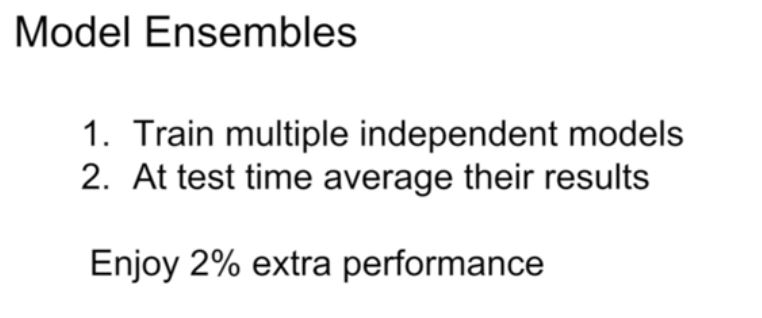 Model Ensembles
1. Train multiple independent models
2. At test time average their results
Enjoy 2% extra performance